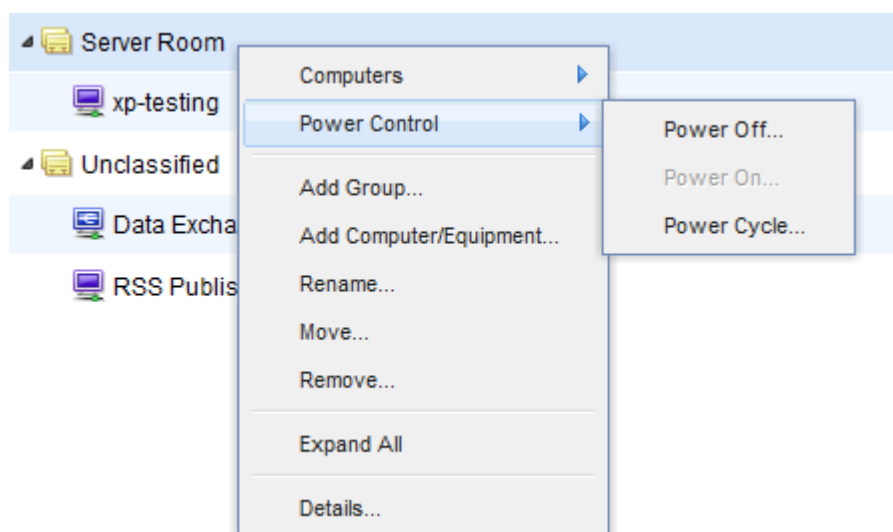 Server Room
xp-testing
Unclassified
Data Excha
RSS Publis
Computers
Power Control
Add Group...
Add Computer/Equipment...
Rename...
Move...
Remove...
Expand All
Details...
Power Off...
Power On...
Power Cycle...